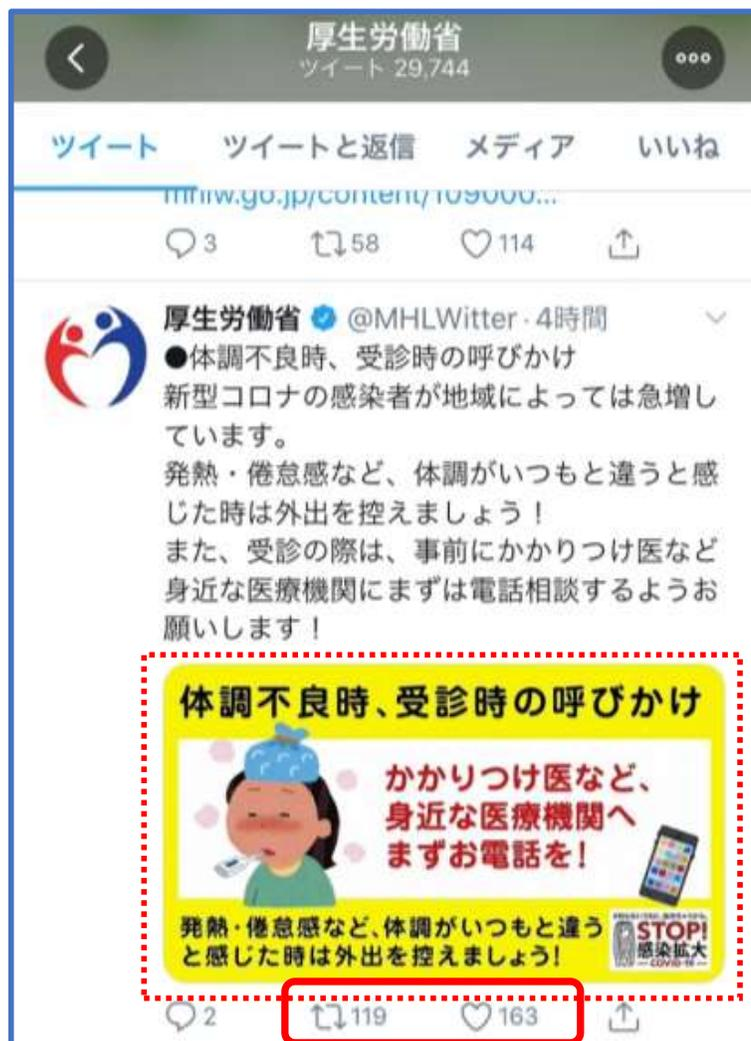 厚生労働省
ツイート 29,744
ツイート ツイートと返信 メディア いいね
mhlw.go.jp/content/109000...
3 58 114
厚生労働省 @MHLWitter · 4時間
●体調不良時、受診時の呼びかけ
新型コロナの感染者が地域によっては急増し
ています。
発熱・倦怠感など、体調がいつもと違うと感
じた時は外出を控えましょう！
また、受診の際は、事前にかかりつけ医など
身近な医療機関にまずは電話相談するようお
願いします！
体調不良時、受診時の呼びかけ
かかりつけ医など、
身近な医療機関へ
まずお電話を！
発熱・倦怠感など、体調がいつもと違う
と感じた時は外出を控えましょう！
STOP!
感染拡大
COVID-19
2 119 163